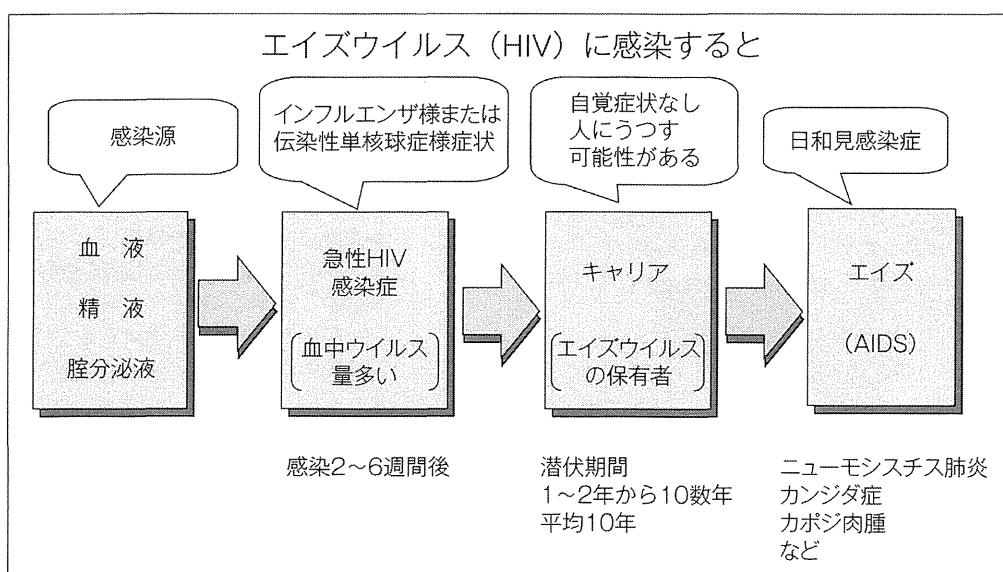 エイズウイルス（HIV）に感染すると
感染源
血　液
精　液
腟分泌液
インフルエンザ様または
伝染性単核球症様症状
急性HIV
感染症
血中ウイルス
量多い
感染2～6週間後
自覚症状なし
人にうつす
可能性がある
キャリア
エイズウイルス
の保有者
潜伏期間
1～2年から10数年
平均10年
日和見感染症
エイズ
（AIDS）
ニューモシスチス肺炎
カンジダ症
カポジ肉腫
など